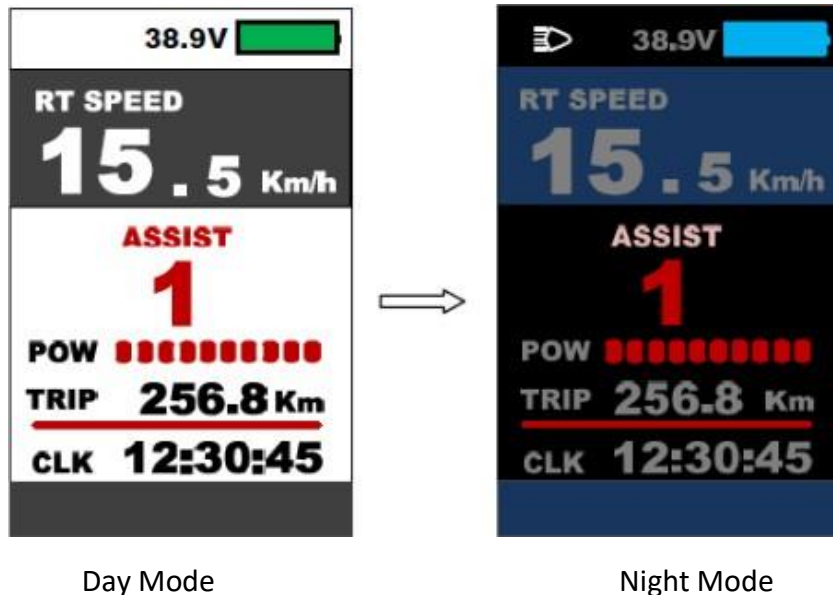 38.9V
RT SPEED
15.5 Km/h
ASSIST
1
POW
TRIP 256.8 Km
CLK 12:30:45
38.9V
RT SPEED
15.5 Km/h
ASSIST
1
POW
TRIP 256.8 Km
CLK 12:30:45
Day Mode
Night Mode